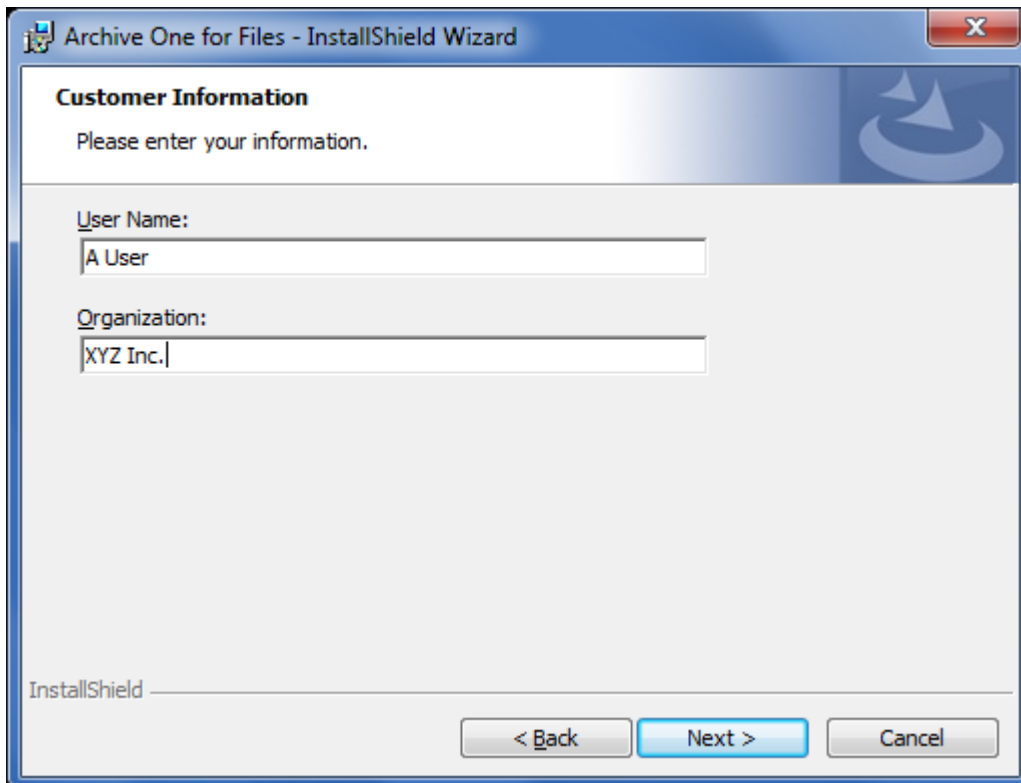 Archive One for Files - InstallShield Wizard
Customer Information
Please enter your information.
User Name:
A User
Organization:
XYZ Inc.
InstallShield
< Back
Next >
Cancel